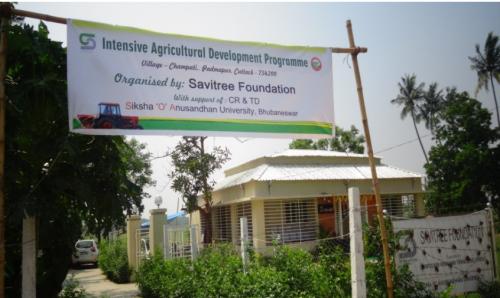 Intensive Agricultural Development Programme
Village - Champati, Padmapur, Cuttack - 754200
Organised by: Savitree Foundation
With support of : CR & TD
Siksha 'O' Anusandhan University, Bhubaneswar
SAVITREE FOUNDATION